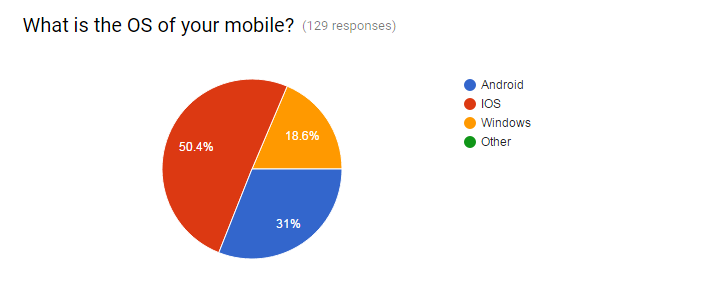 What is the OS of your mobile? (129 responses)
Android
IOS
Windows
Other
18.6%
50.4%
31%